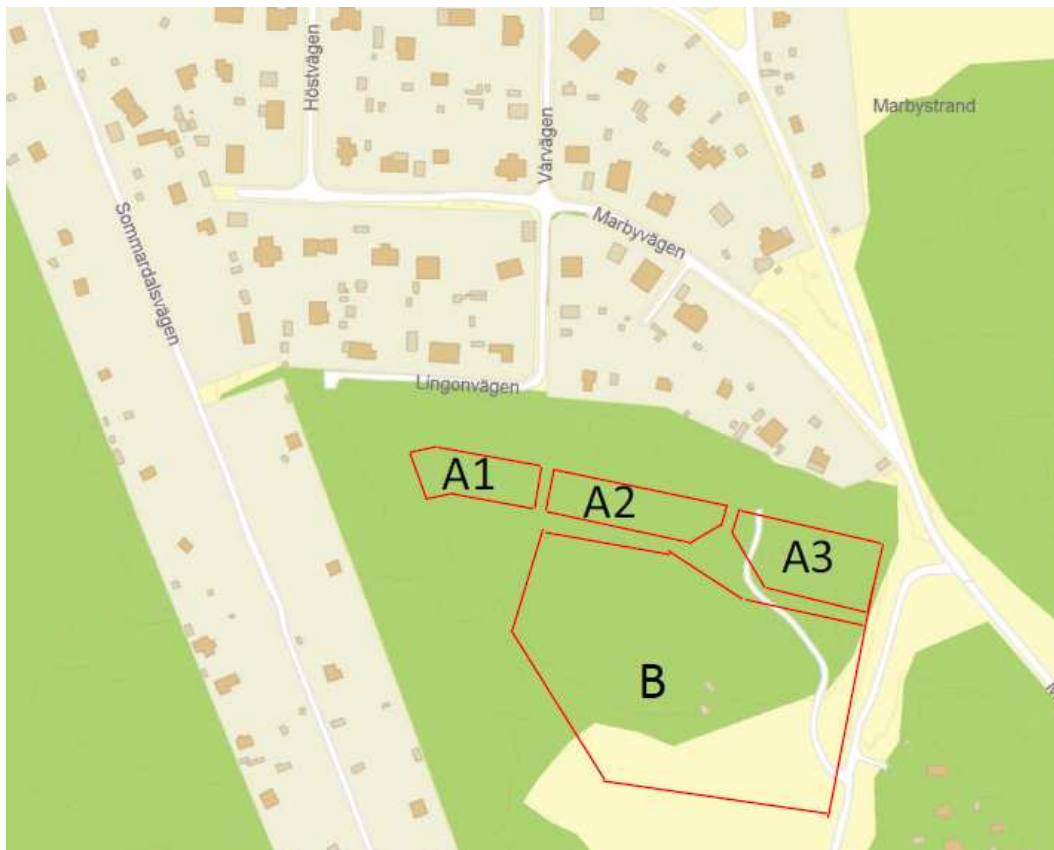 Höstvägen
Vårvägen
Marbystrand
Sommardalsvägen
Marbyvägen
Lingonvägen
A1
A2
A3
B